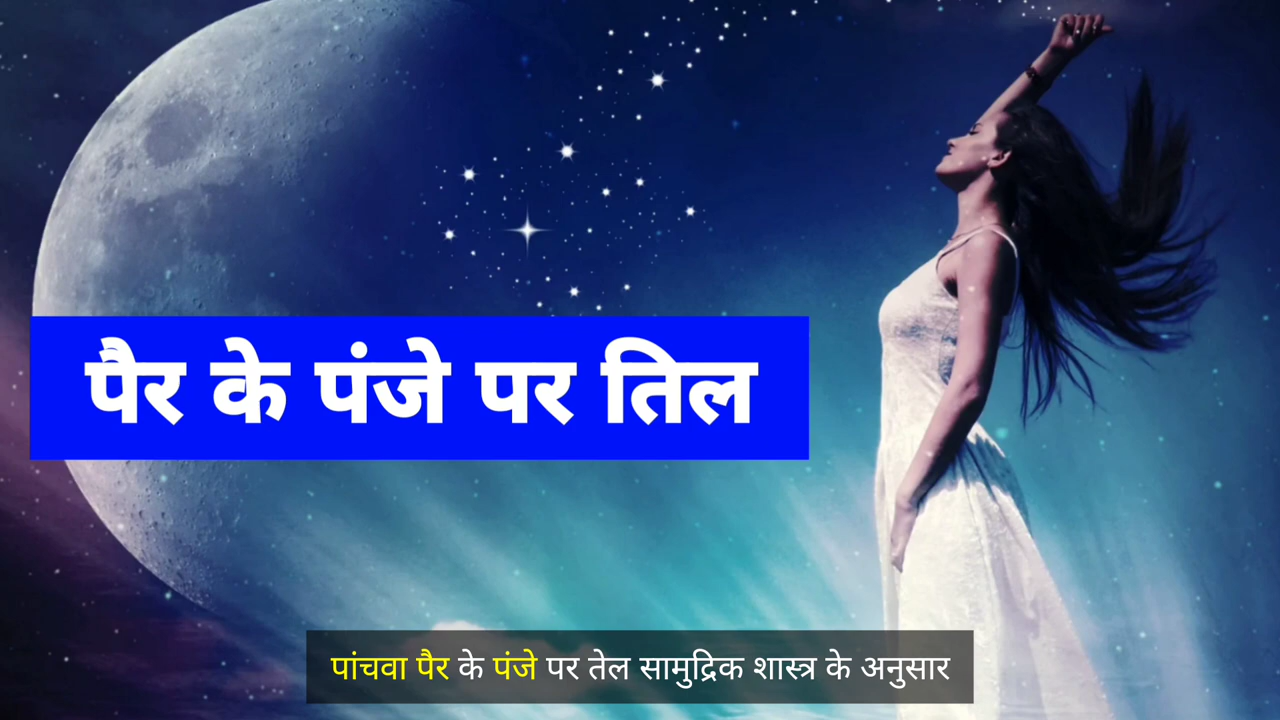 पैर के पंजे पर तिल
पांचवा पैर के पंजे पर तेल सामुद्रिक शास्त्र के अनुसार